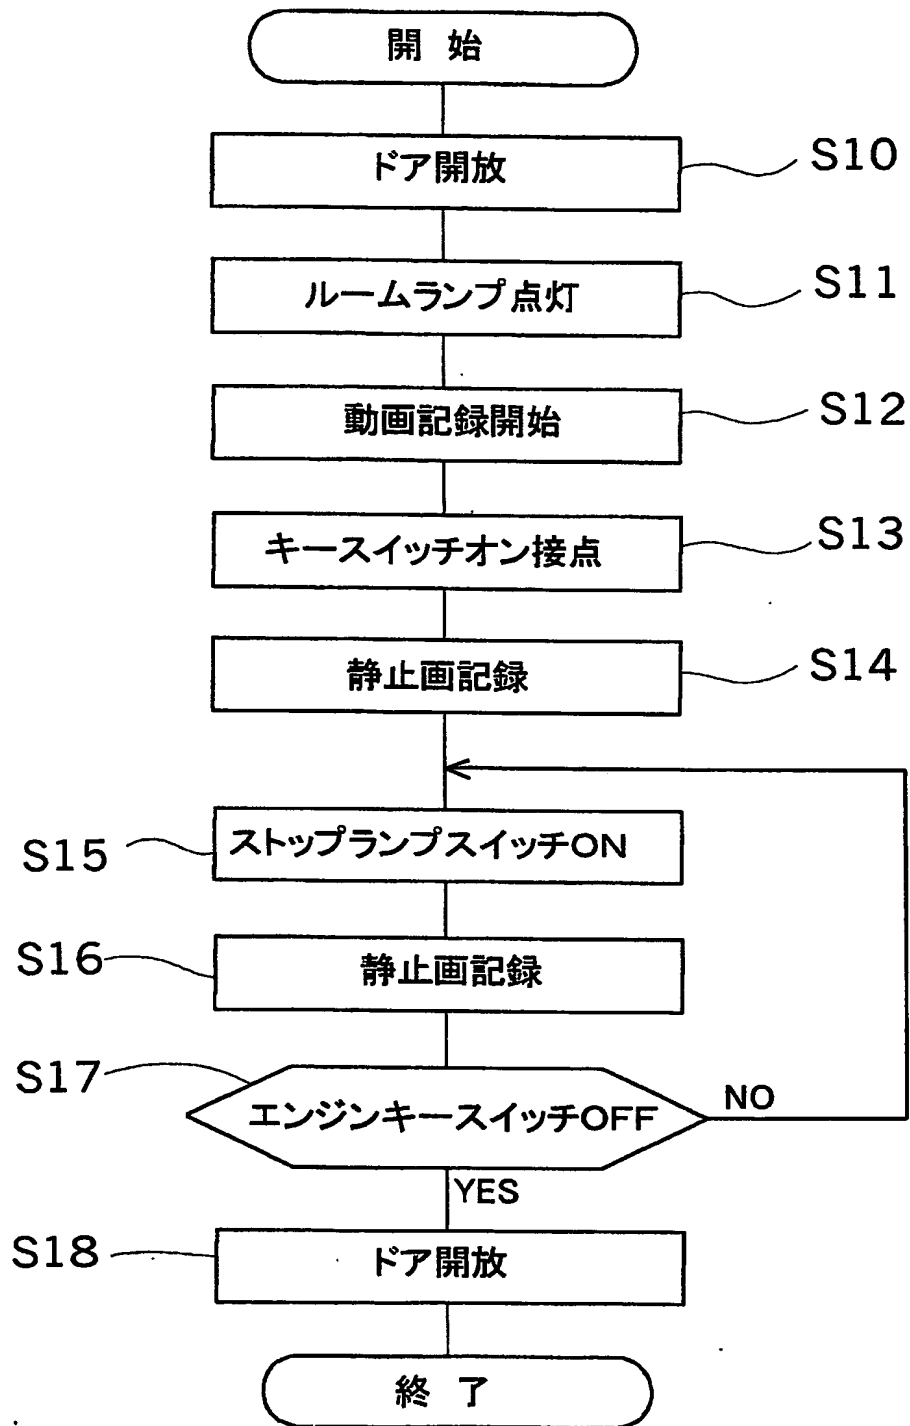 開 始
ドア開放
S10
ルームランプ点灯
S11
動画記録開始
S12
キースイッチオン接点
S13
静止画記録
S14
S15
ストップランプスイッチON
S16
静止画記録
S17
エンジンキースイッチOFF
NO
YES
S18
ドア開放
終 了